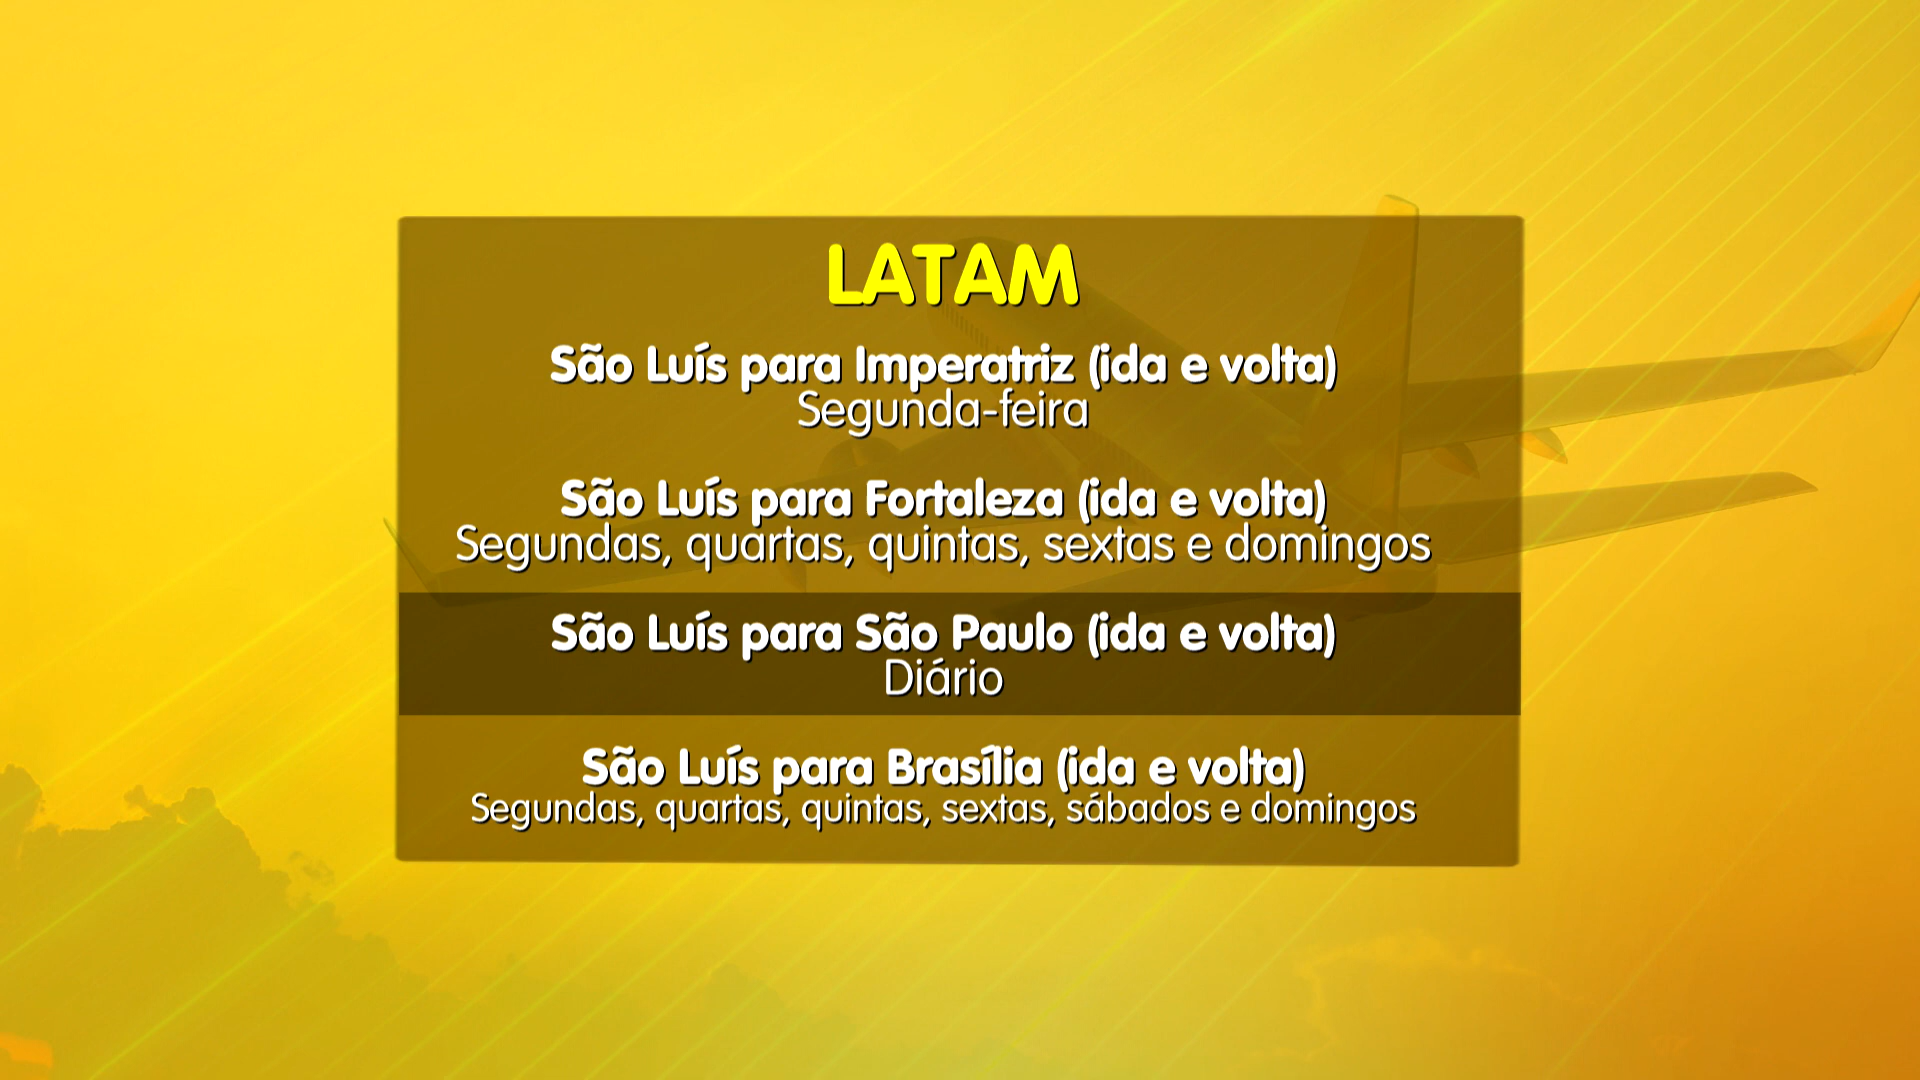 LATAM
São Luís para Imperatriz (ida e volta)
Segunda-feira
São Luís para Fortaleza (ida e volta)
Segundas, quartas, quintas, sextas e domingos
São Luís para São Paulo (ida e volta)
Diário
São Luís para Brasília (ida e volta)
Segundas, quartas, quintas, sextas, sábados e domingos